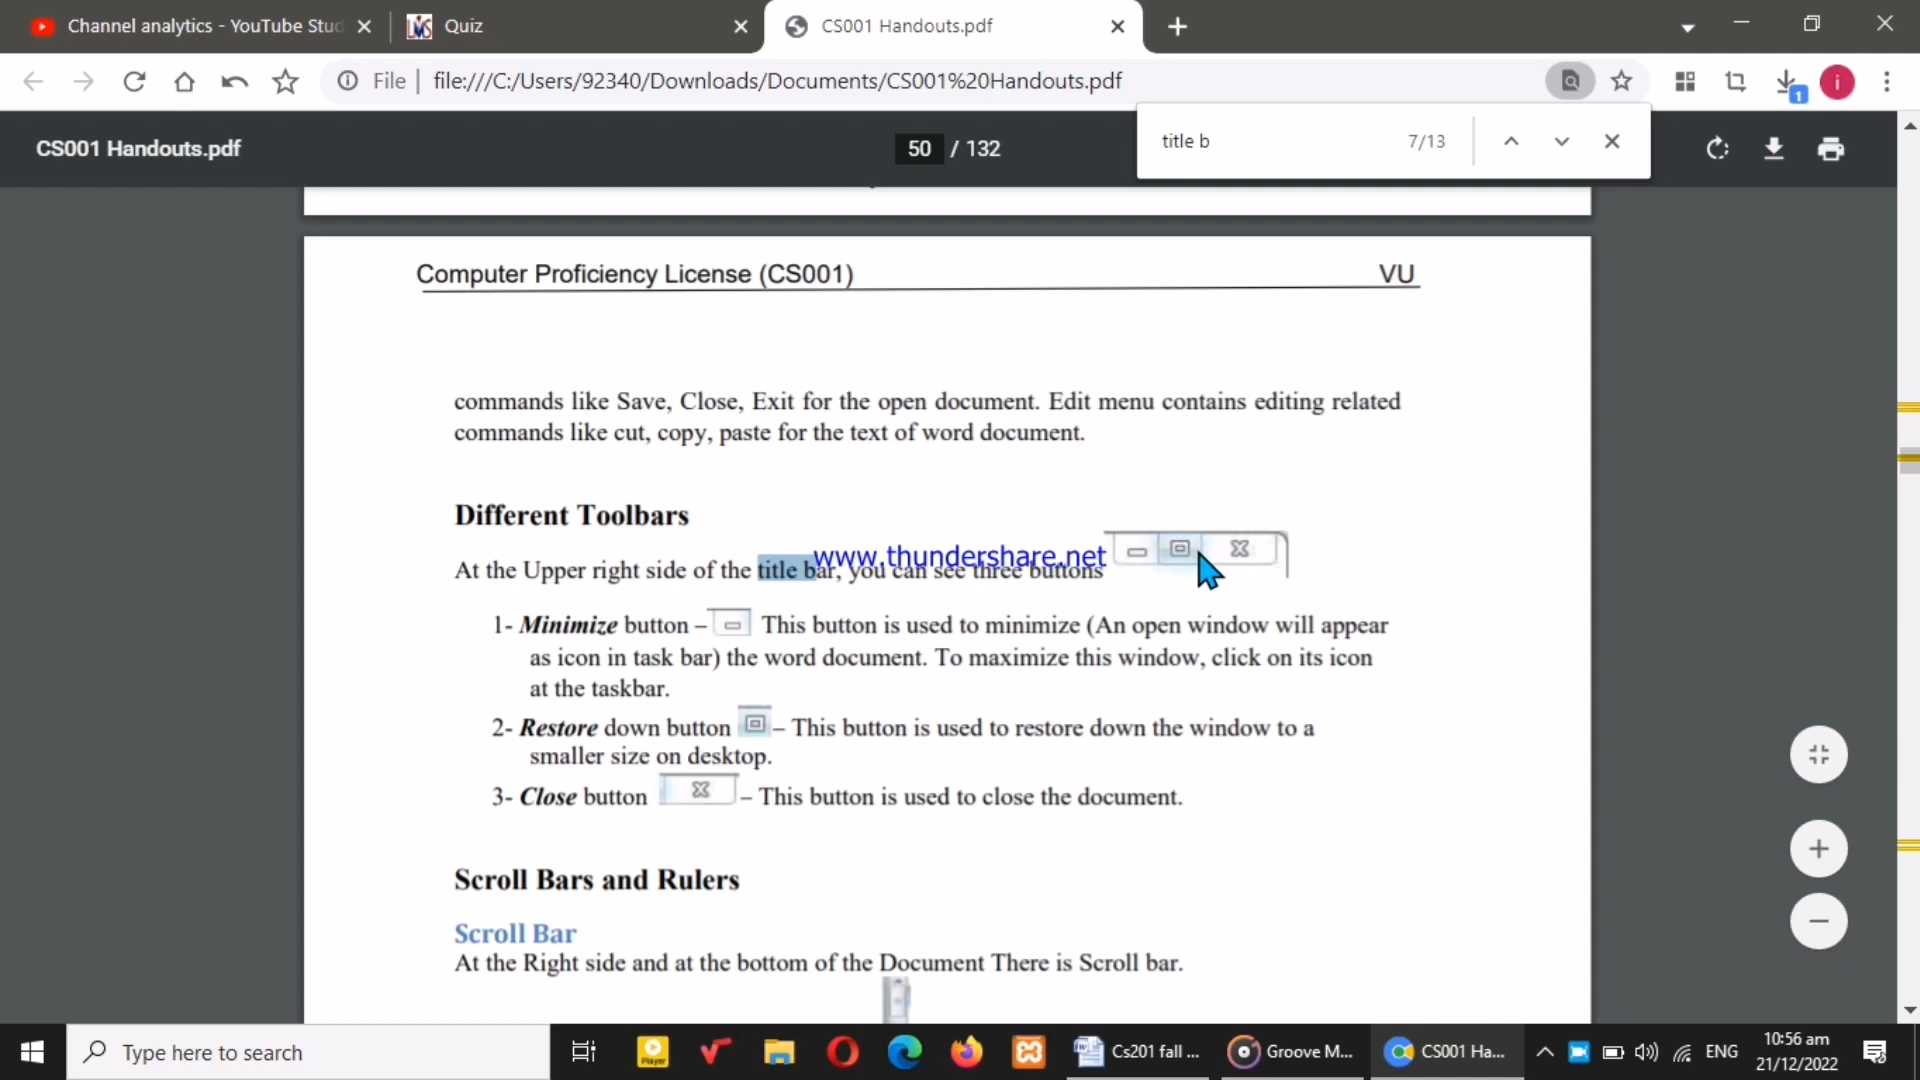 Channel analytics - YouTube Stud
Quiz
CS001 Handouts.pdf
File
file:///C:/Users/92340/Downloads/Documents/CS001%20Handouts.pdf
1
i
title b
7/13
CS001 Handouts.pdf
50 / 132
Computer Proficiency License (CS001)
VU
commands like Save, Close, Exit for the open document. Edit menu contains editing related
commands like cut, copy, paste for the text of word document.
Different Toolbars
www.thundershare.net
At the Upper right side of the title bar, you can see three buttons
1- Minimize button – This button is used to minimize (An open window will appear
as icon in task bar) the word document. To maximize this window, click on its icon
at the taskbar.
2- Restore down button – This button is used to restore down the window to a
smaller size on desktop.
3- Close button – This button is used to close the document.
Scroll Bars and Rulers
Scroll Bar
At the Right side and at the bottom of the Document There is Scroll bar.
Type here to search
Player
Cs201 fall ...
Groove M...
CS001 Ha...
ENG
10:56 am
21/12/2022